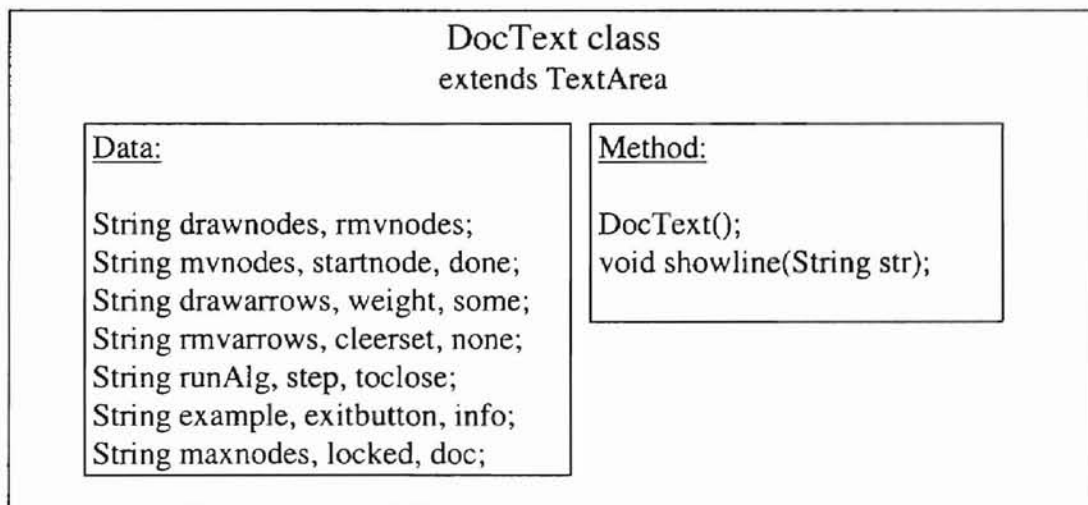 DocText class
extends TextArea
Data:
String drawnodes, rmvnodes;
String mvnodes, startnode, done;
String drawarrows, weight, some;
String rmvarrows, cleerset, none;
String runAlg, step, toclose;
String example, exitbutton, info;
String maxnodes, locked, doc;
Method:
DocText();
void showline(String str);